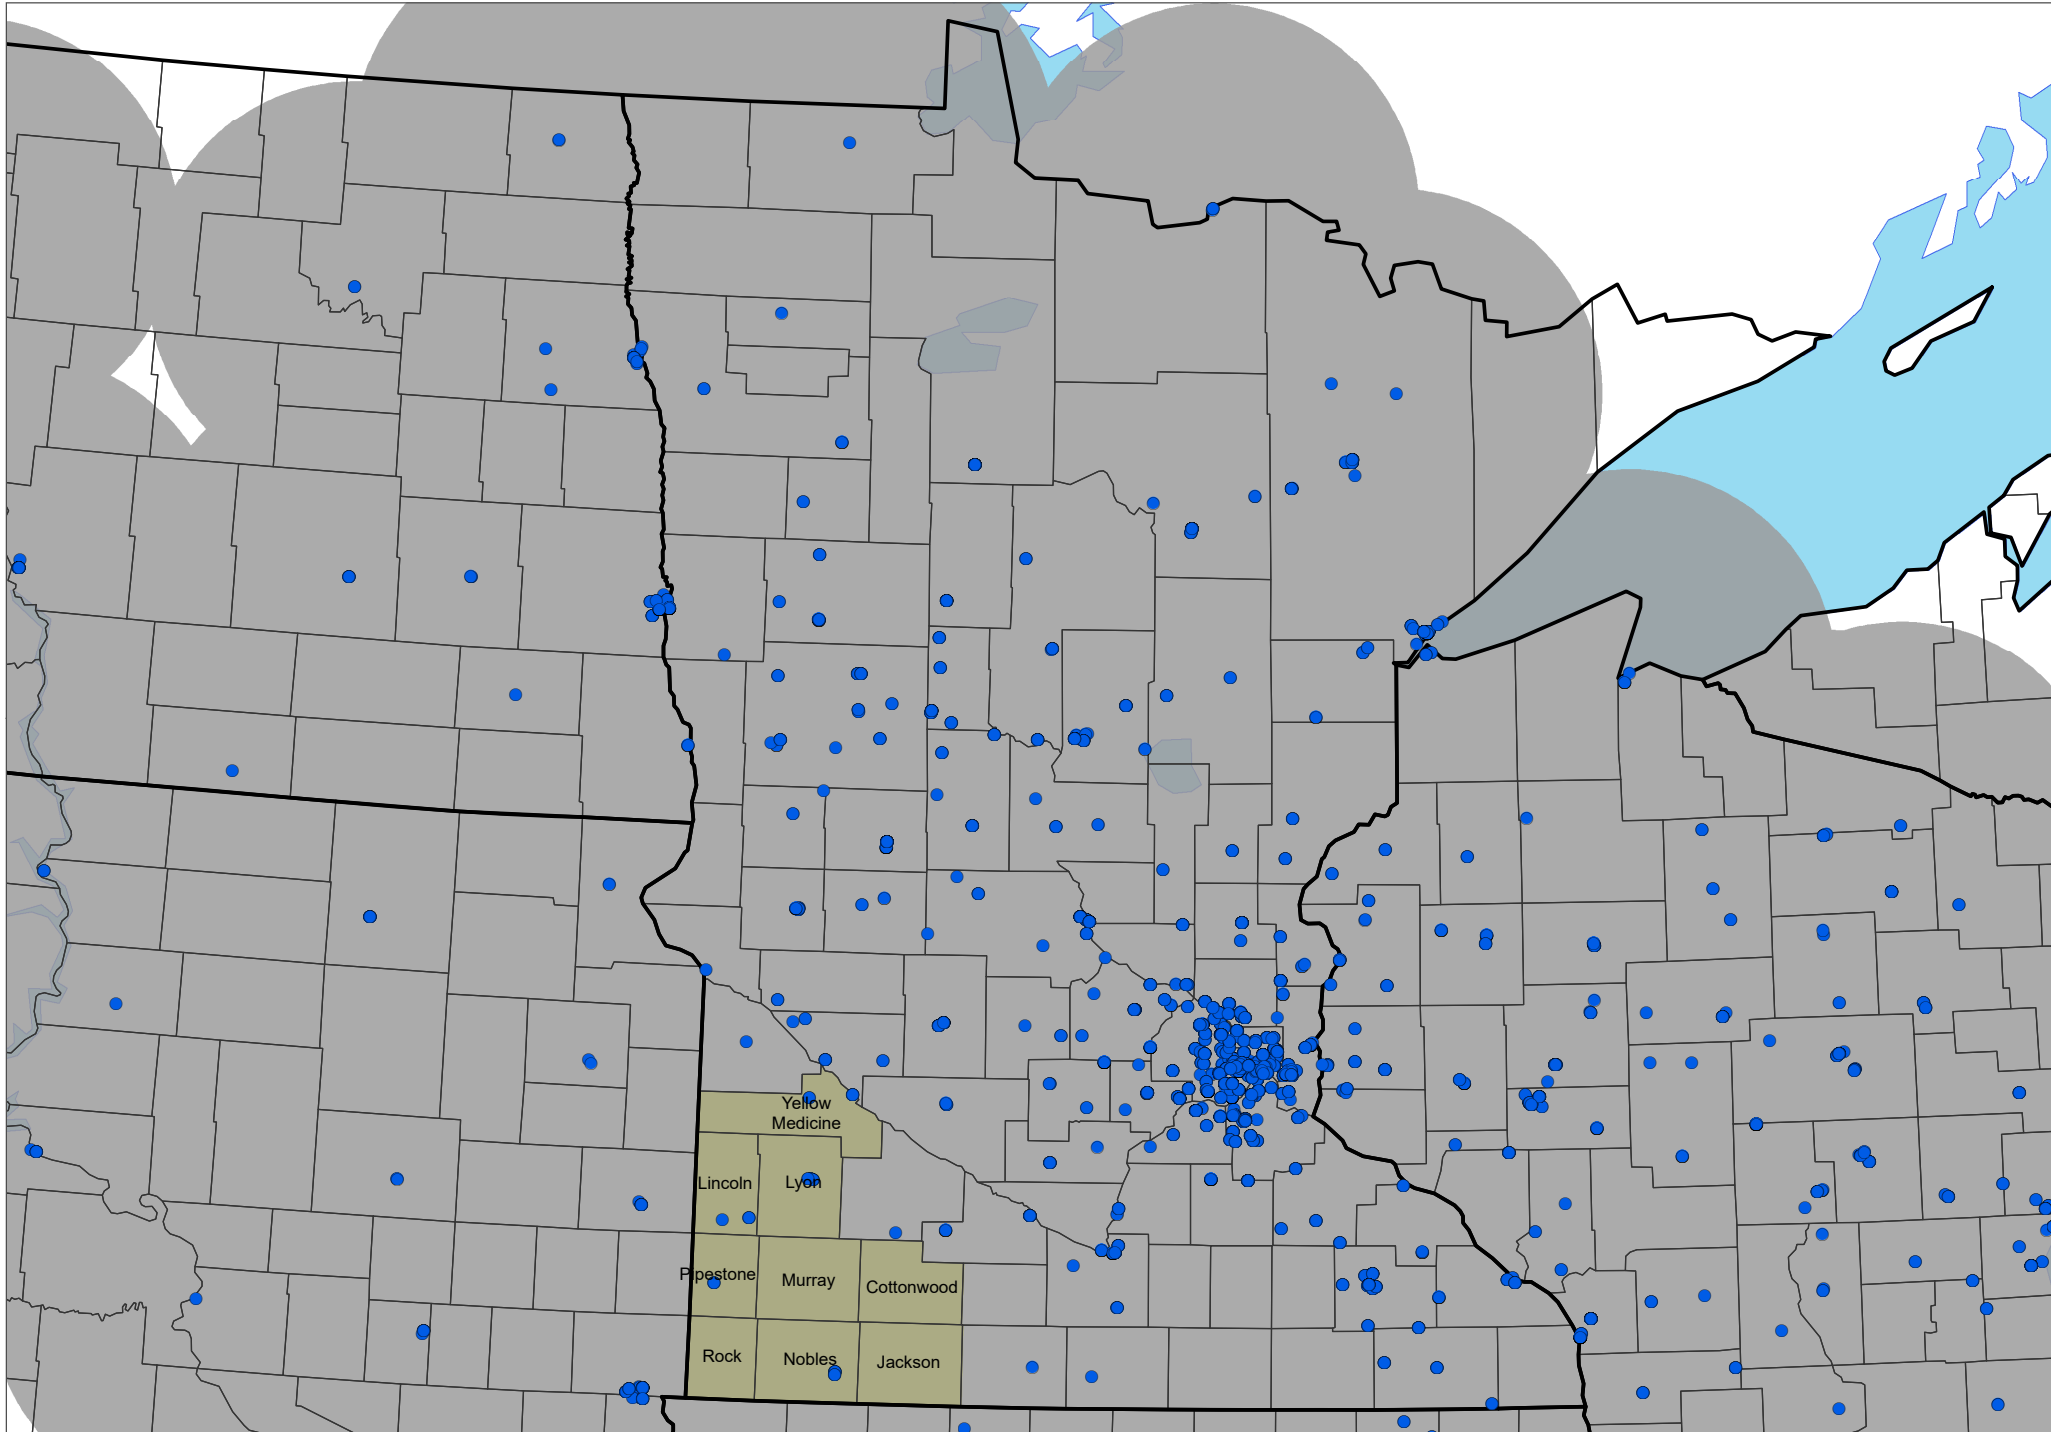 Yellow
Medicine
Lincoln
Lyon
Pipestone
Murray
Cottonwood
Rock
Nobles
Jackson